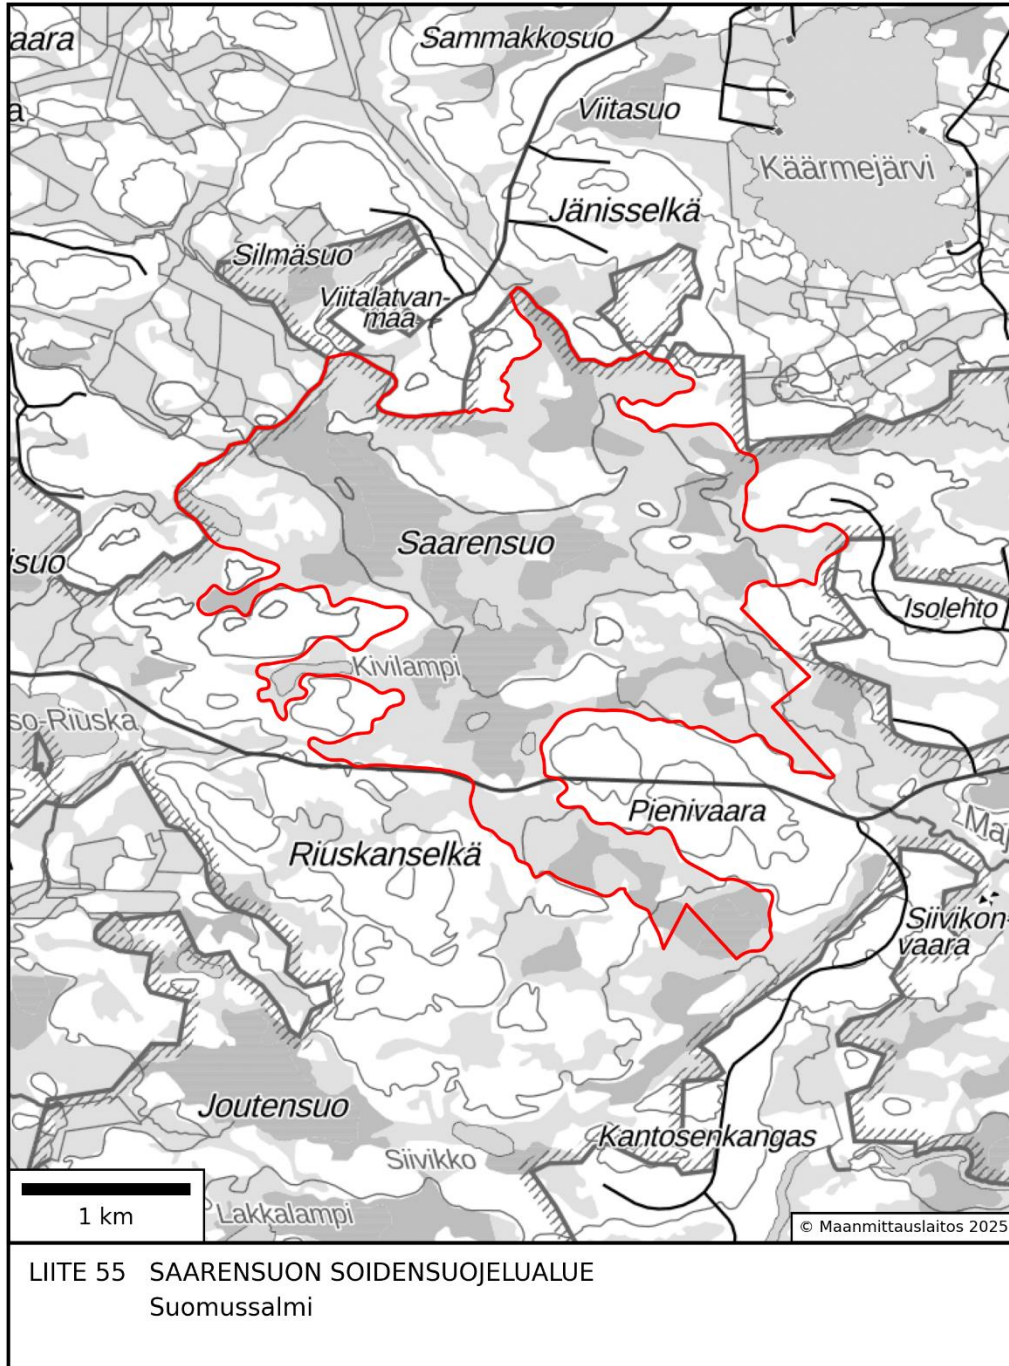 aara
Sammakkosuo
a
Viitasuo
Käärmejärvi
Jänisselkä
Silmäsuo
Viitalatvan-
maa
Saarensuo
isuo
Isolehto
Kivilampi
so-Riuska
Pienivaara
Maj
Riuskanselkä
Siivikon-
vaara
Joutensuo
Kantosenkangas
Siivikko
Lakkalampi
1 km
© Maanmittauslaitos 2025
LIITE 55 SAARENSUON SOIDENSUOJELUALUE
Suomussalmi